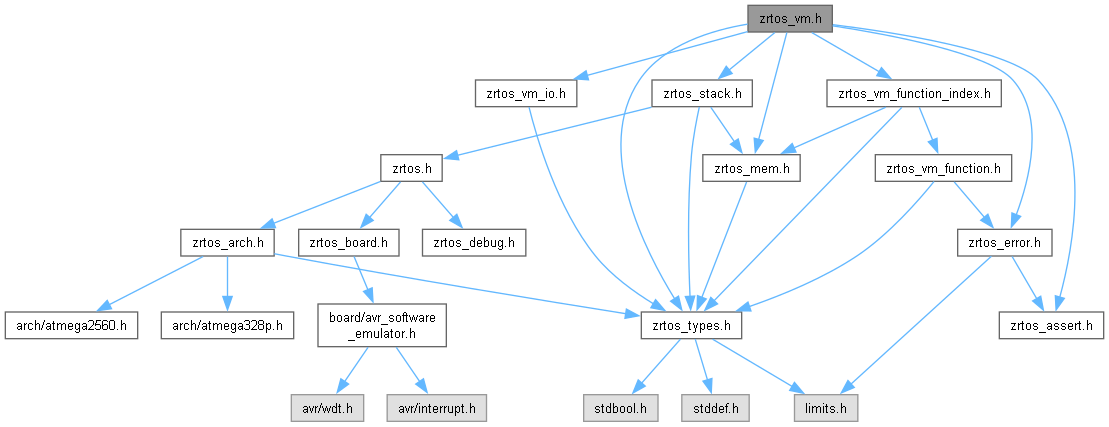 zrtos_vm.h
zrtos_vm_io.h
zrtos_stack.h
zrtos_vm_function_index.h
zrtos.h
zrtos_mem.h
zrtos_vm_function.h
zrtos_arch.h
zrtos_board.h
zrtos_debug.h
zrtos_error.h
arch/atmega2560.h
arch/atmega328p.h
board/avr_software
_emulator.h
zrtos_types.h
zrtos_assert.h
avr/wdt.h
avr/interrupt.h
stdbool.h
stddef.h
limits.h